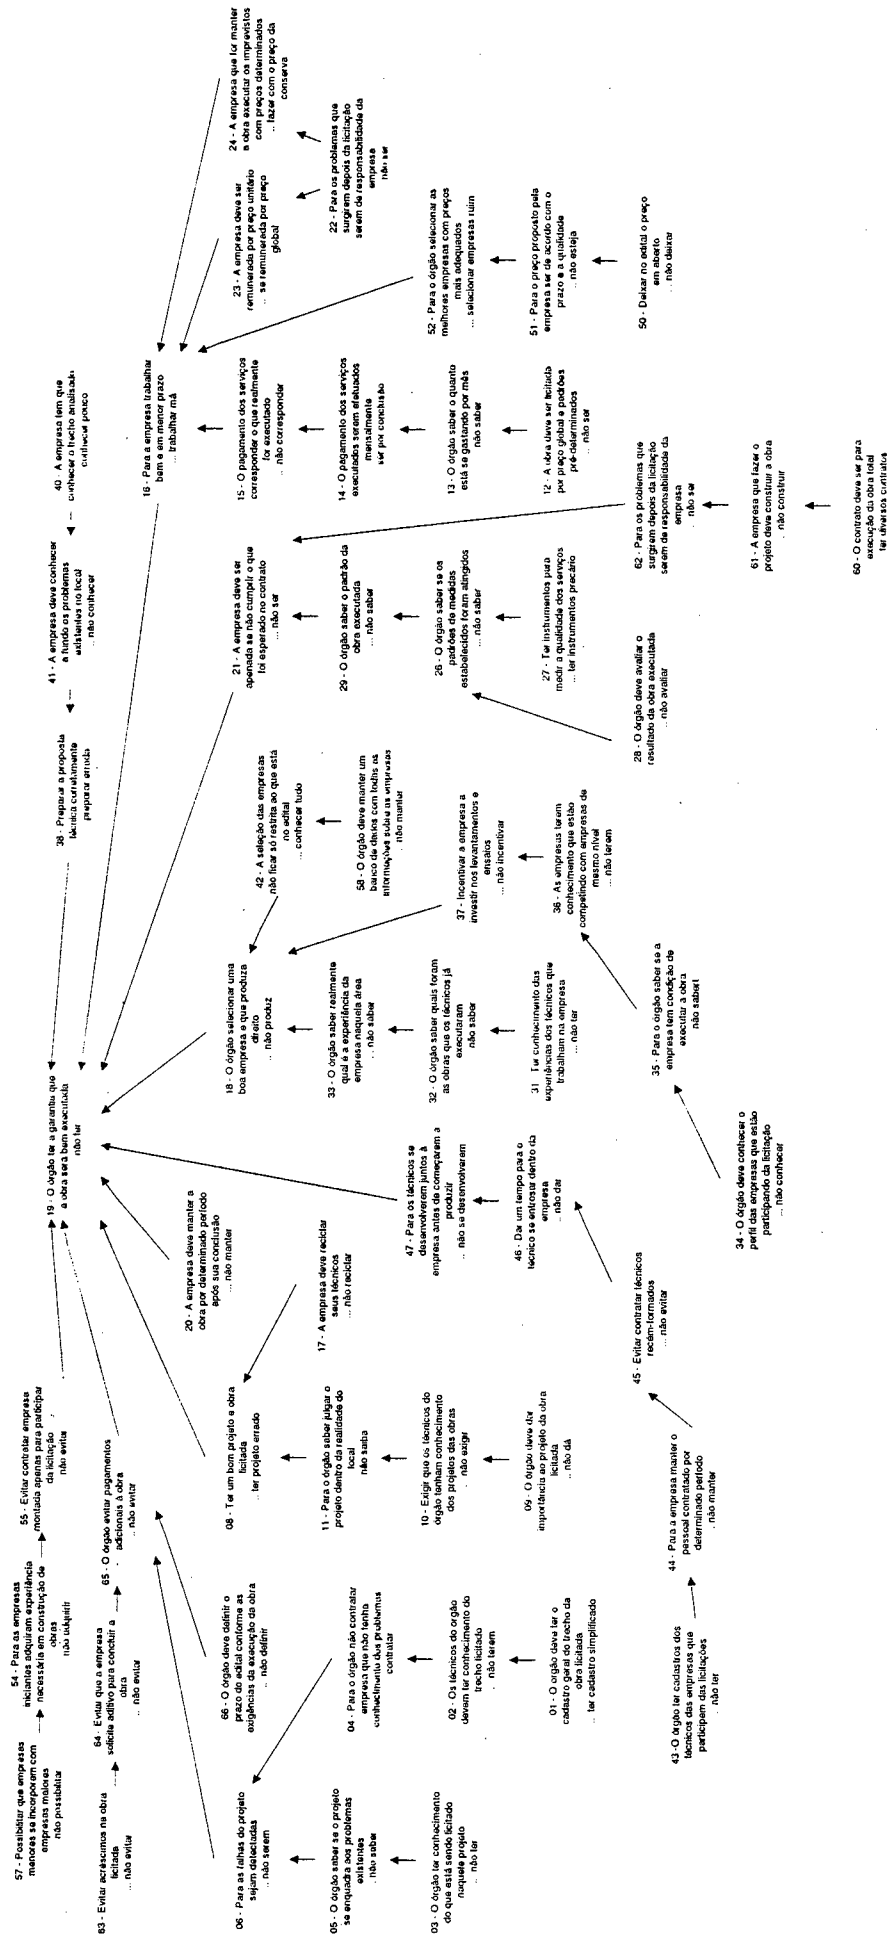 57 - Possibilitar que empresas
menores se incorporem com
empresas maiores
não possibilitar
54 - Para as empresas
iniciantes adquiram experiência
necessária em construção de
obras
não adquirir
55 - Evitar contratar empresa
montada apenas para participar
da licitação
não evitar
19 - O órgão ter a garantia que
a obra será bem executada
não ter
38 - Preparar a proposta
técnica corretamente
preparar errada
41 - A empresa deve conhecer
a fundo os problemas
existentes no local
.. não conhecer
40 - A empresa tem que
conhecer o trecho analisado
conhecer pouco
63 - Evitar acréscimos na obra
licitada
... não evitar
64 - Evitar que a empresa
solicite aditivo para concluir a
obra
.. não evitar
65 - O órgão evitar pagamentos
adicionais à obra
.. não evitar
20 - A empresa deve manter a
obra por determinado período
após sua conclusão
... não manter
16 - Para a empresa trabalhar
bem e em menor prazo
... trabalhar má
24 - A empresa que for manter
a obra executar os imprevistos
com preços determinados
.. fazer com o preço da
conserva
23 - A empresa deve ser
remunerada por preço unitário
.. se remunerada por preço
global
22 - Para os problemas que
surgirem depois da licitação
serem de responsabilidade da
empresa
não ser
06 - Para as falhas do projeto
sejam detectadas
.. não serem
66 - O órgão deve definir o
prazo do edital conforme as
exigências da execução da obra
.. não definir
08 - Ter um bom projeto e obra
licitada
... ter projeto errado
17 - A empresa deve reciclar
seus técnicos
... não reciclar
18 - O órgão selecionar uma
boa empresa e que produza
direito
.. não produz
42 - A seleção das empresas
não ficar só restrita ao que está
no edital
... conhecer tudo
21 - A empresa deve ser
apenada se não cumprir o que
foi esperado no contrato
... não ser
15 - O pagamento dos serviços
corresponder o que realmente
for executado
não corresponder
05 - O órgão saber se o projeto
se enquadra aos problemas
existentes
. não saber
04 - Para o órgão não contratar
empresa que não tenha
conhecimento dos problemas
contratar
11 - Para o órgão saber julgar o
projeto dentro da realidade do
local
não saiba
47 - Para os técnicos se
desenvolverem juntos à
empresa antes de começarem a
produzir
.. não se desenvolverem
33 - O órgão saber realmente
qual é a experiência da
empresa naquela área
. . não saber
58 - O órgão deve manter um
banco de dados com todas as
informações sobre as empresas
.. não manter
29 - O órgão saber o padrão da
obra executada
.. não saber
14 - O pagamento dos serviços
executados serem efetuados
mensalmente
ser por conclusão
52 - Para o órgão selecionar as
melhores empresas com preços
mais adequados
... selecionar empresas ruim
03 - O órgão ter conhecimento
do que está sendo licitado
naquele projeto
... não ter
02 - Os técnicos do órgão
devem ter conhecimento do
trecho licitado
. não terem
10 - Exigir que os técnicos do
órgão tenham conhecimento
dos projetos das obras
. não exigir
46 - Dar um tempo para o
técnico se entrosar dentro da
empresa
.. não dar
32 - O órgão saber quais foram
as obras que os técnicos já
executaram
não saber
37 - Incentivar a empresa a
investir nos levantamentos e
ensaios
... não incentivar
26 - O órgão saber se os
padrões de medidas
estabelecidos foram atingidos
... não saber
13 - O órgão saber o quanto
está se gastando por mês
não saber
51 - Para o preço proposto pela
empresa ser de acordo com o
prazo e a qualidade
.. não esteja
01 - O órgão deve ter o
cadastro geral do trecho da
obra licitada
... ter cadastro simplificado
09 - O órgão deve dar
importância ao projeto da obra
licitada
.. não dá
31 Ter conhecimento das
experiências dos técnicos que
trabalham na empresa
... não ter
36 - As empresas terem
conhecimento que estão
competindo com empresas de
mesmo nível
.. não terem
27 - Ter instrumentos para
medir a qualidade dos serviços
... ter instrumentos precário
12 - A obra deve ser licitada
por preço global e padrões
pré-determinados
não ser
50 - Deixar no edital o preço
em aberto
.. não deixar
45 - Evitar contratar técnicos
recém-formados
... não evitar
35 - Para o órgão saber se a
empresa tem condição de
executar a obra
não sabert
28 - O órgão deve avaliar o
resultado da obra executada
.. não avaliar
62 - Para os problemas que
surgirem depois da licitação
serem de responsabilidade da
empresa
.. não ser
43 - O órgão ter cadastros dos
técnicos das empresas que
participem das licitações
.. não ter
44 - Para a empresa manter o
pessoal contratado por
determinado período
. não manter
34 - O órgão deve conhecer o
perfil das empresas que estão
participando da licitação
... não conhecer
61 - A empresa que fazer o
projeto deve construir a obra
. não construir
60 - O contrato deve ser para
execução da obra total
ter diversos contratos